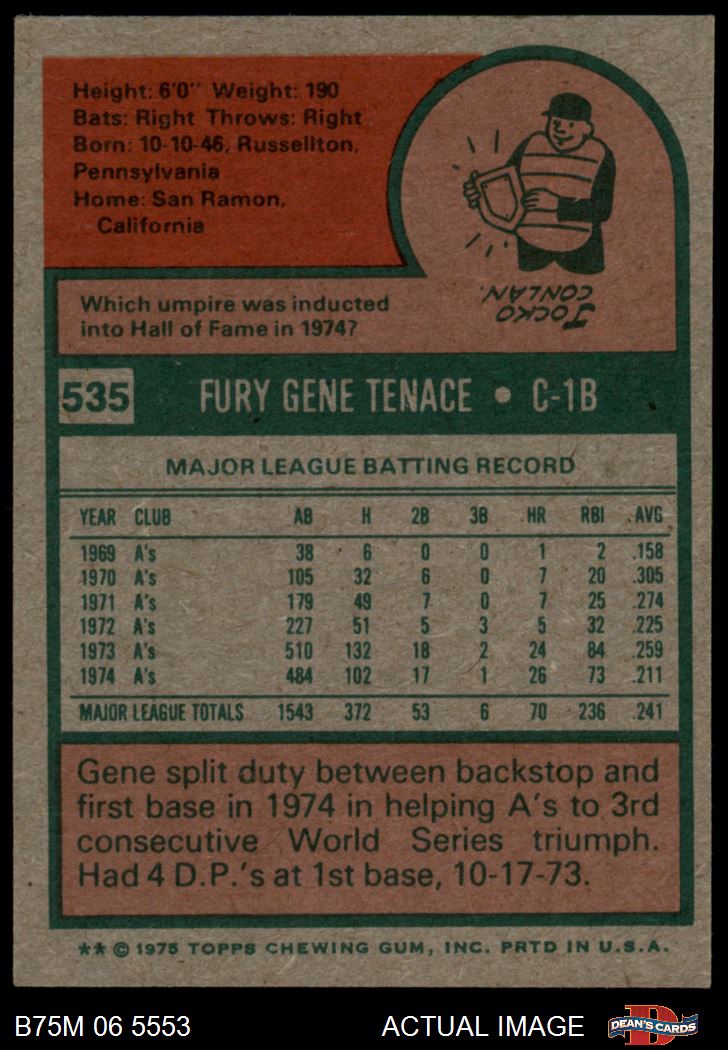 Height: 6'0" Weight: 190
Bats: Right Throws: Right
Born: 10-10-46, Russellton,
Pennsylvania
Home: San Ramon,
California
Which umpire was inducted
into Hall of Fame in 1974?
JOCKO
CONLAN.
535 FURY GENE TENACE • C-1B
MAJOR LEAGUE BATTING RECORD
YEAR CLUB AB H 2B 3B HR RBI AVG
1969 A's 38 6 0 0 1 2 .158
1970 A's 105 32 6 0 7 20 .305
1971 A's 179 49 7 0 7 25 .274
1972 A's 227 51 5 3 5 32 .225
1973 A's 510 132 18 2 24 84 .259
1974 A's 484 102 17 1 26 73 .211
MAJOR LEAGUE TOTALS 1543 372 53 6 70 236 .241
Gene split duty between backstop and
first base in 1974 in helping A's to 3rd
consecutive World Series triumph.
Had 4 D.P.'s at 1st base, 10-17-73.
** © 1975 TOPPS CHEWING GUM, INC. PRTD IN U.S.A.
B75M 06 5553 ACTUAL IMAGE D DEAN'S CARDS